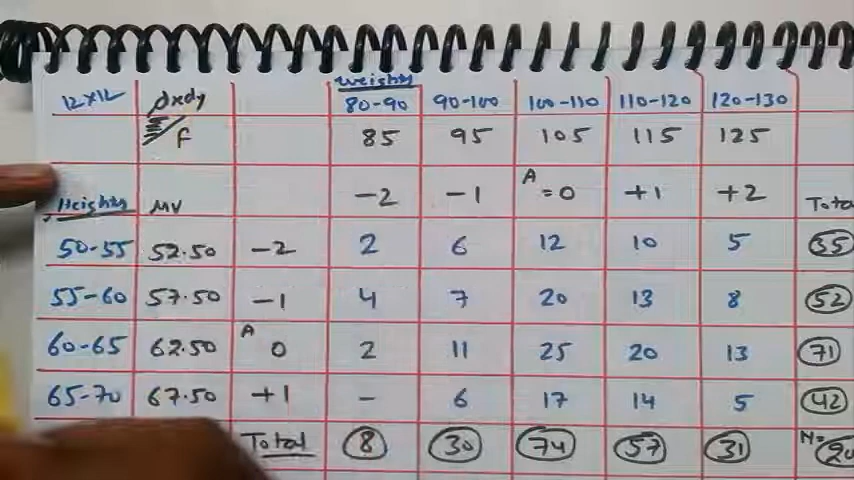 Weights
12x12 dxdy 80-90 90-100 100-110 110-120 120-130
f 85 95 105 115 125
A
Heights MV -2 -1 =0 +1 +2 Total
50-55 52.50 -2 2 6 12 10 5 35
55-60 57.50 -1 4 7 20 13 8 52
A
60-65 62.50 0 2 11 25 20 13 71
65-70 67.50 +1 - 6 17 14 5 42
Total 8 30 74 57 31 N= 20